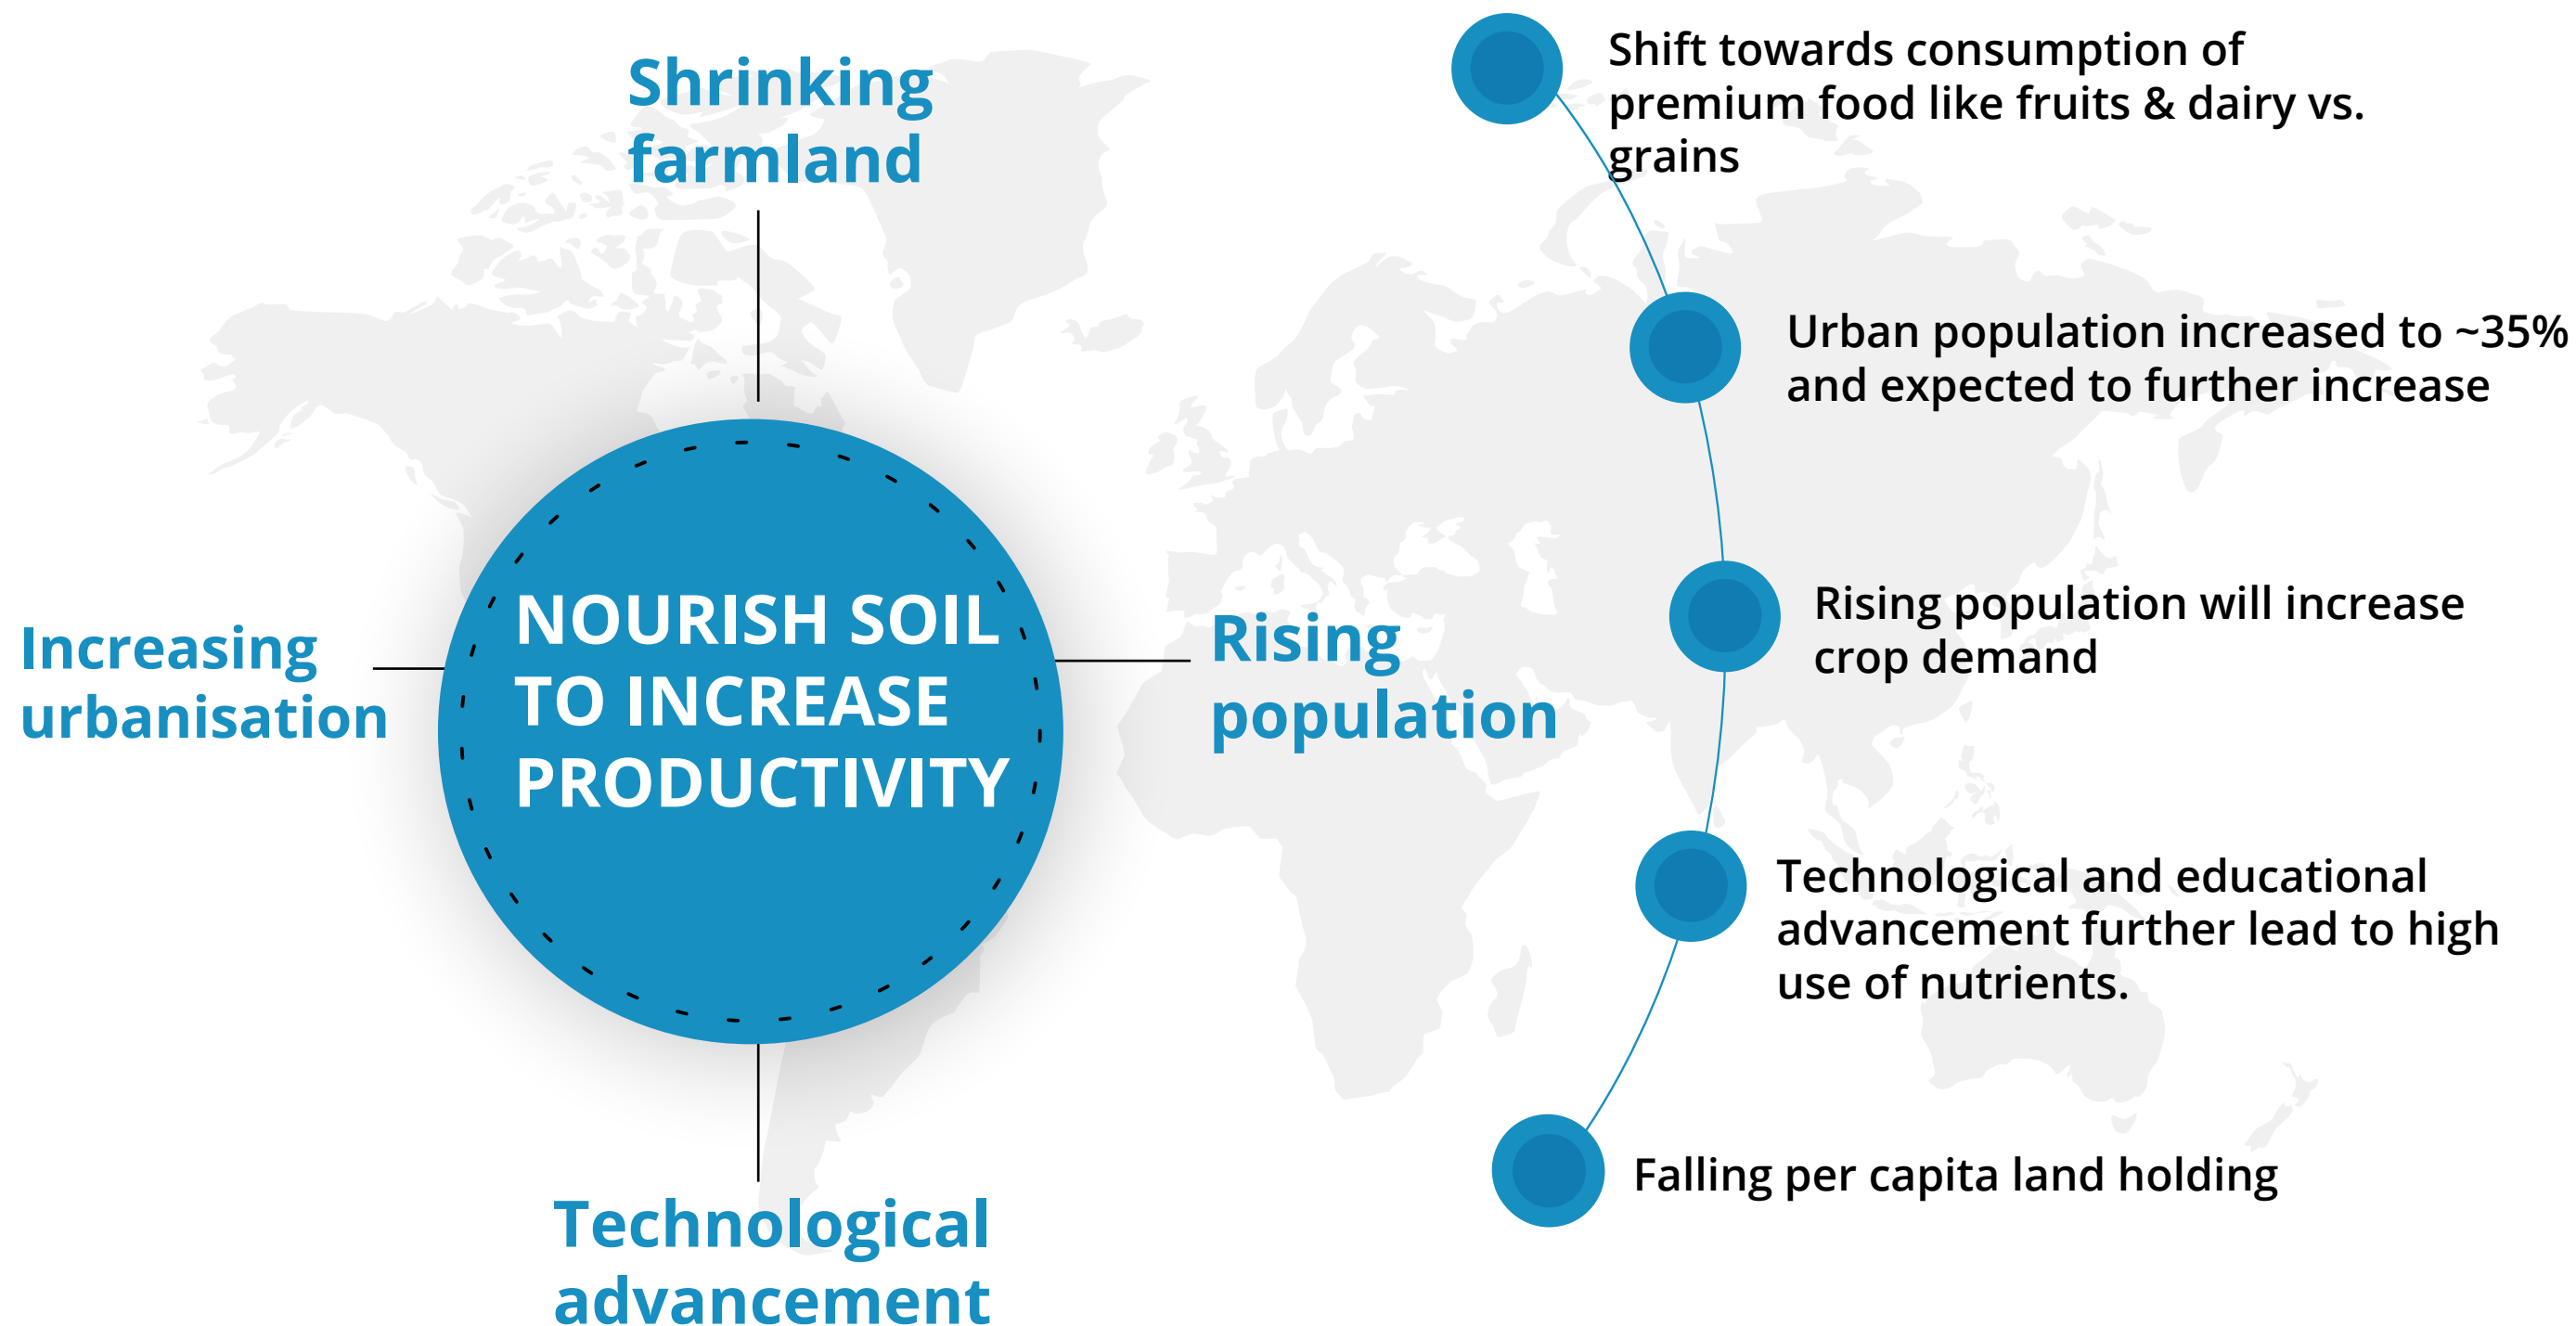 Shrinking
farmland
Increasing
urbanisation
NOURISH SOIL
TO INCREASE
PRODUCTIVITY
Rising
population
Technological
advancement
Shift towards consumption of
premium food like fruits & dairy vs.
grains
Urban population increased to ~35%
and expected to further increase
Rising population will increase
crop demand
Technological and educational
advancement further lead to high
use of nutrients.
Falling per capita land holding